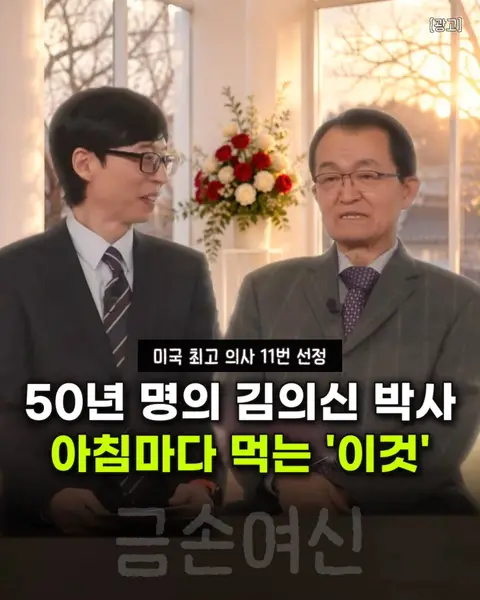 [광고]
미국 최고 의사 11번 선정
50년 명의 김의신 박사
아침마다 먹는 '이것'
금손여신